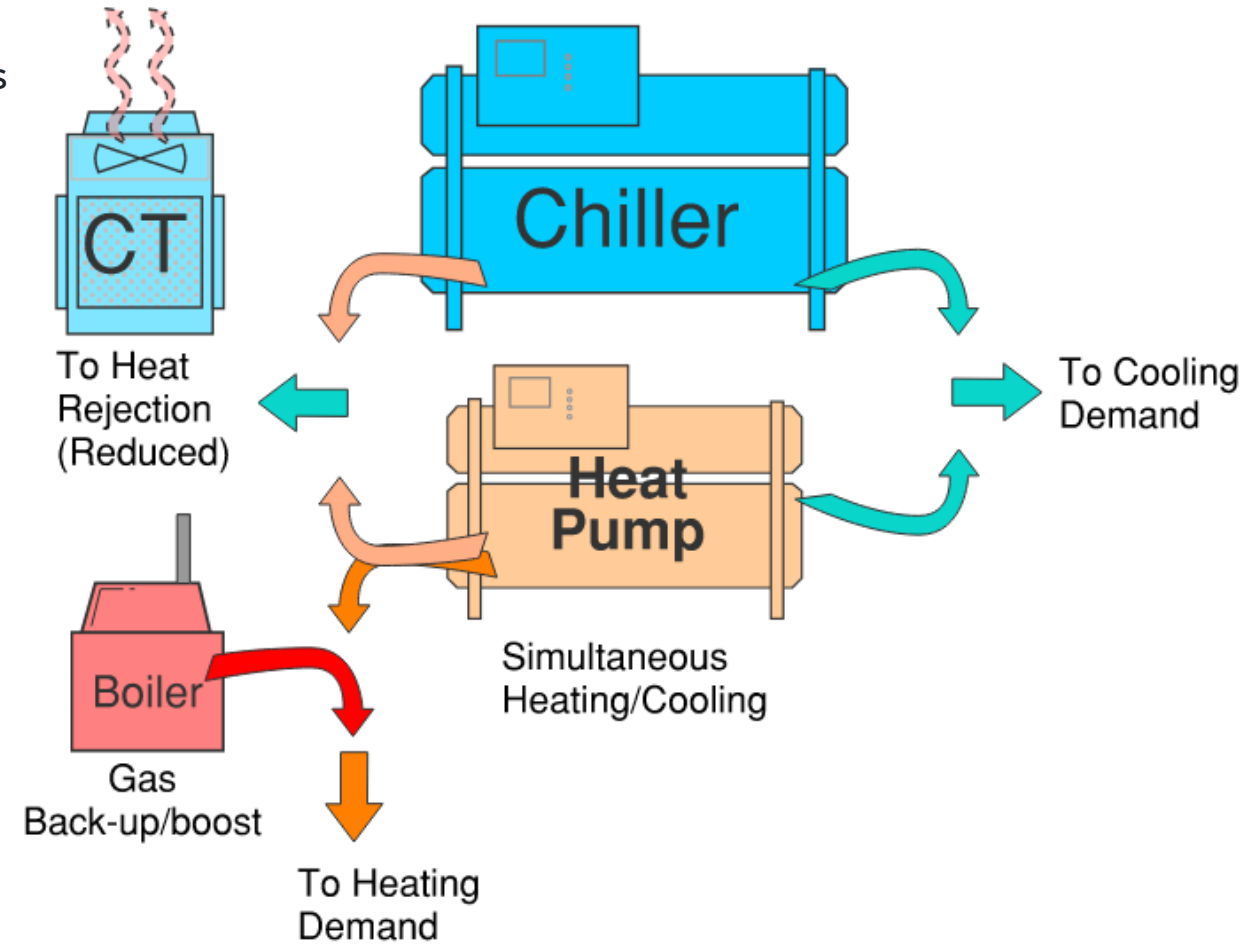 s
CT
Chiller
To Heat
Rejection
(Reduced)
To Cooling
Demand
Heat
Pump
Simultaneous
Heating/Cooling
Boiler
Gas
Back-up/boost
To Heating
Demand